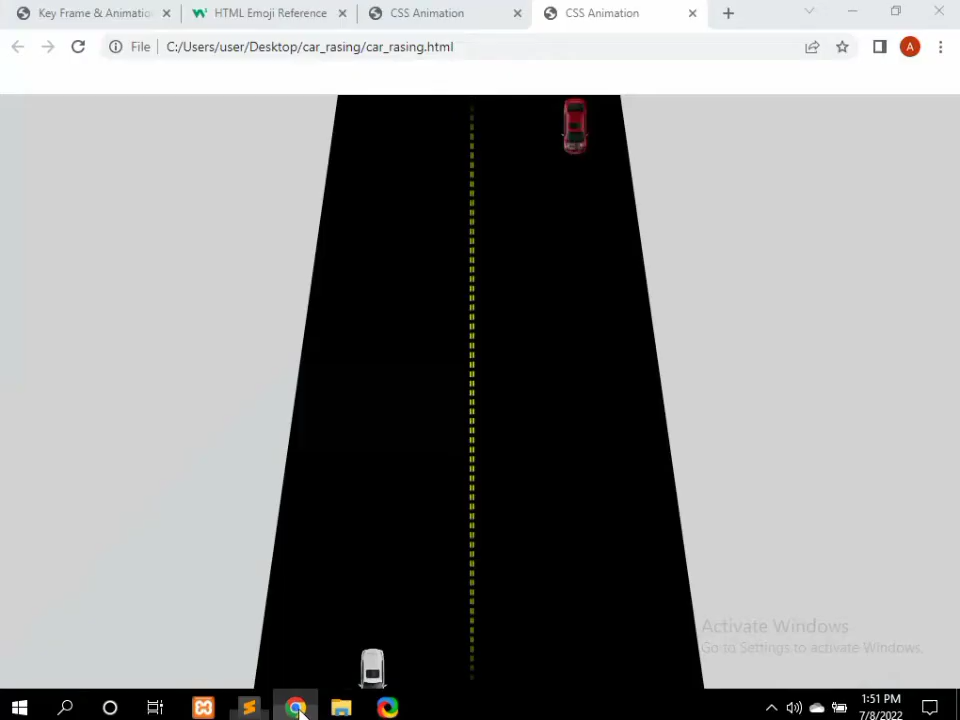 Key Frame & Animatio
HTML Emoji Reference
CSS Animation
CSS Animation
File
C:/Users/user/Desktop/car_rasing/car_rasing.html
A
Activate Windows
Go to Settings to activate Windows.
1:51 PM
7/8/2022